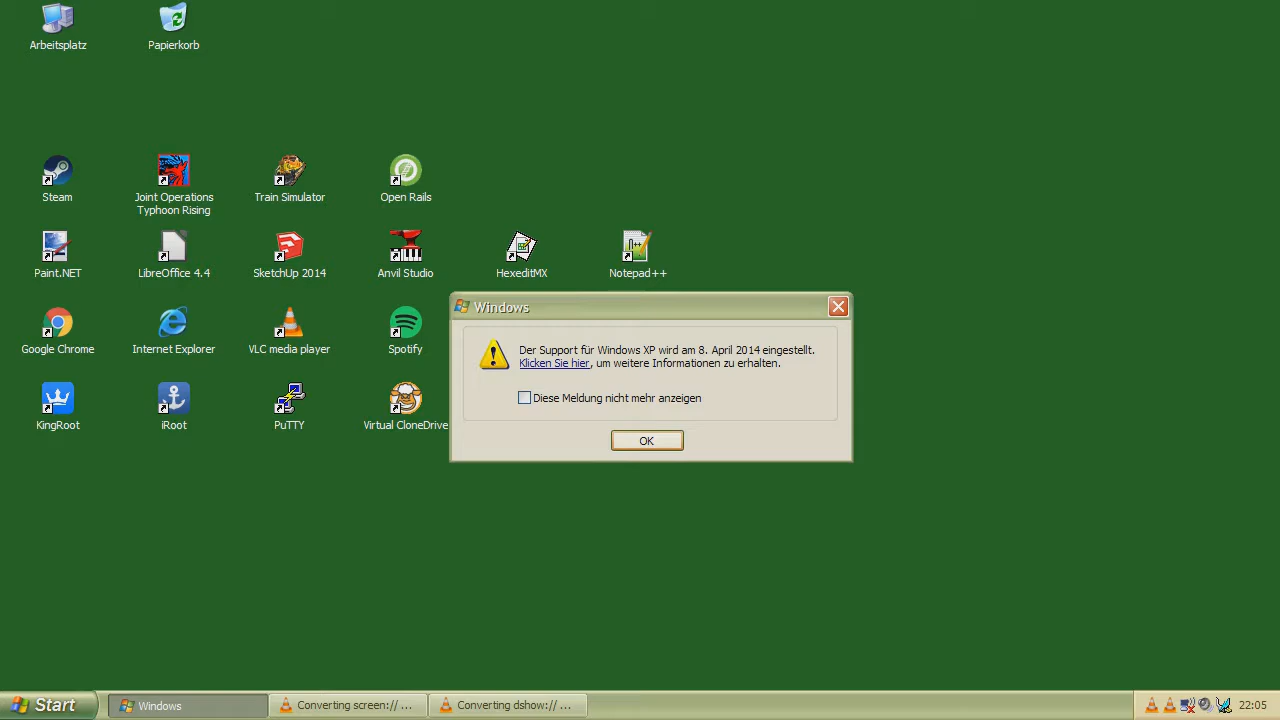 Arbeitsplatz
Papierkorb
Steam
Joint Operations
Typhoon Rising
Train Simulator
Open Rails
Paint.NET
LibreOffice 4.4
SketchUp 2014
Anvil Studio
HexeditMX
Notepad++
Google Chrome
Internet Explorer
VLC media player
Spotify
KingRoot
iRoot
PuTTY
Virtual CloneDrive
Windows
Der Support für Windows XP wird am 8. April 2014 eingestellt.
Klicken Sie hier, um weitere Informationen zu erhalten.
Diese Meldung nicht mehr anzeigen
OK
Start
Windows
Converting screen:// ...
Converting dshow:// ...
22:05